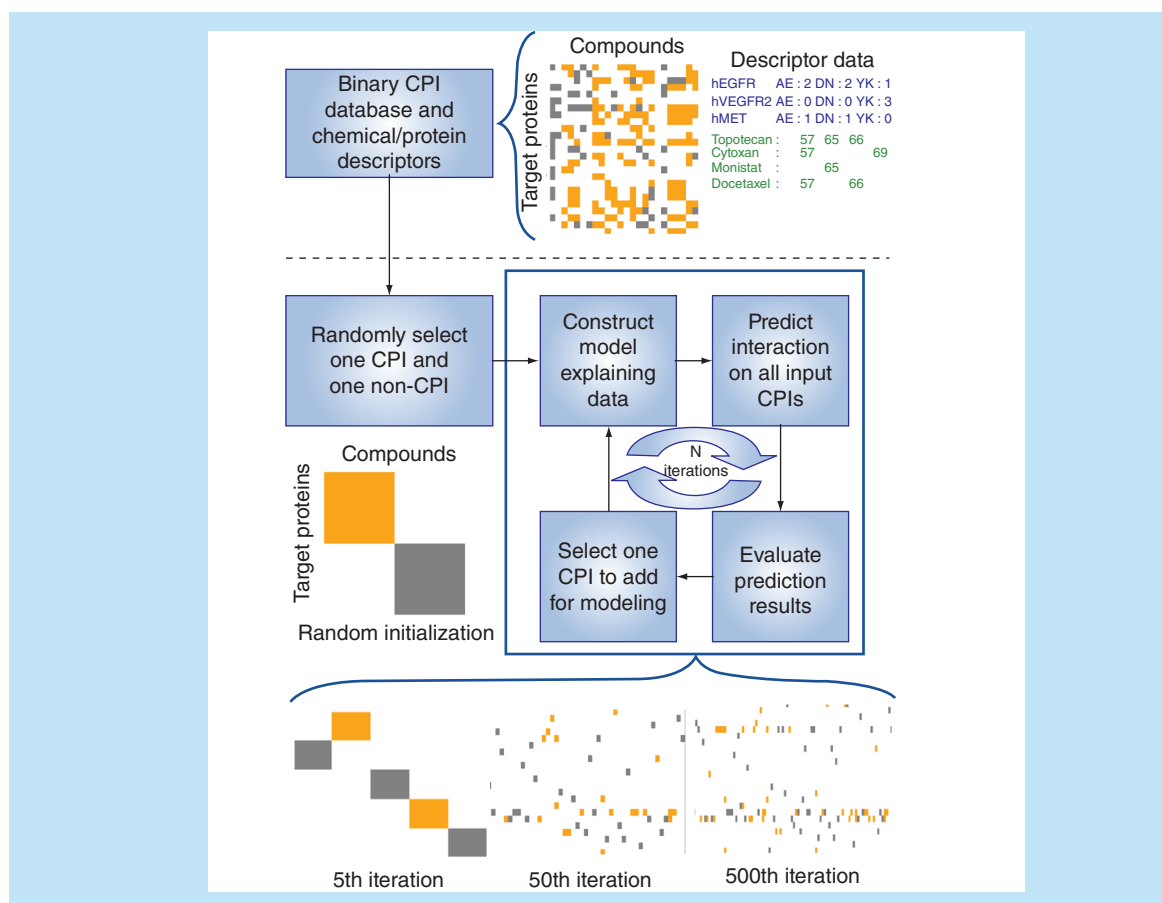 Binary CPI
database and
chemical/protein
descriptors
Compounds
Target proteins
Descriptor data
hEGFR AE : 2 DN : 2 YK : 1
hVEGFR2 AE : 0 DN : 0 YK : 3
hMET AE : 1 DN : 1 YK : 0
Topotecan : 57 65 66
Cytoxan : 57 69
Monistat : 65
Docetaxel : 57 66
Randomly select
one CPI and
one non-CPI
Construct
model
explaining
data
Predict
interaction
on all input
CPIs
N
iterations
Select one
CPI to add
for modeling
Evaluate
prediction
results
Compounds
Target proteins
Random initialization
5th iteration
50th iteration
500th iteration